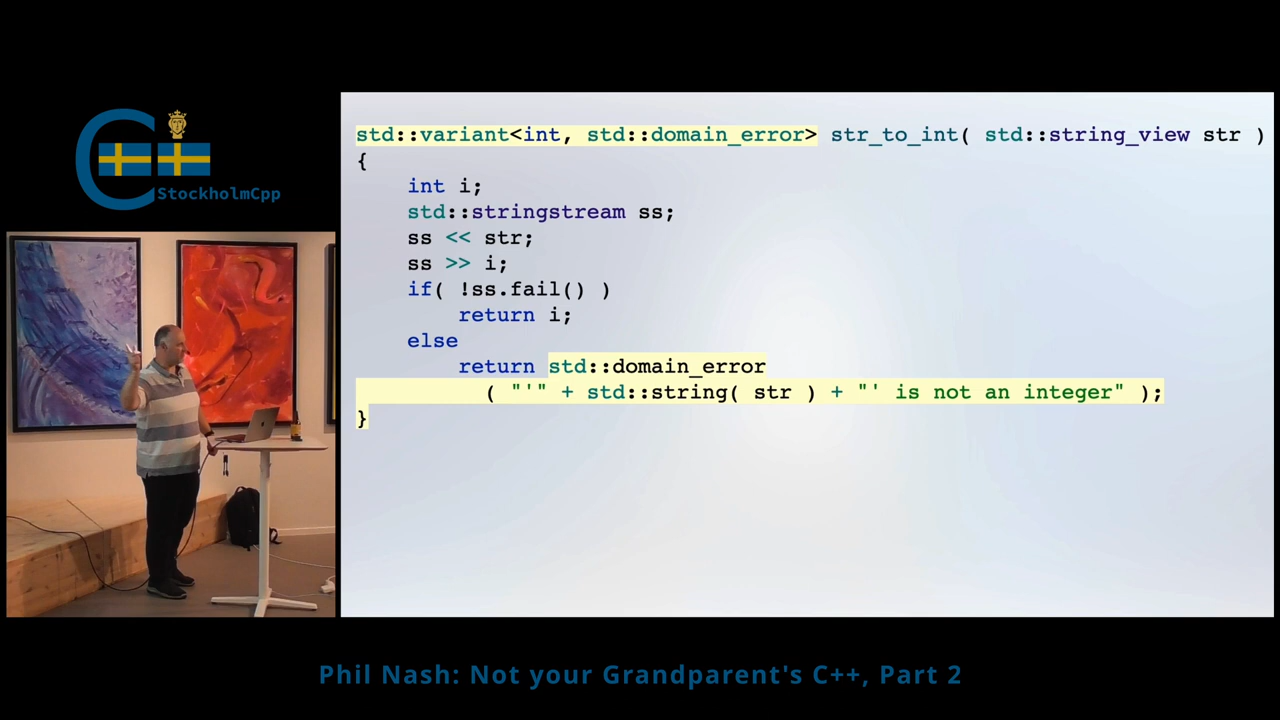 StockholmCpp
std::variant<int, std::domain_error> str_to_int( std::string_view str )
{
    int i;
    std::stringstream ss;
    ss << str;
    ss >> i;
    if( !ss.fail() )
        return i;
    else
        return std::domain_error
          ( "'" + std::string( str ) + "' is not an integer" );
}
Phil Nash: Not your Grandparent's C++, Part 2